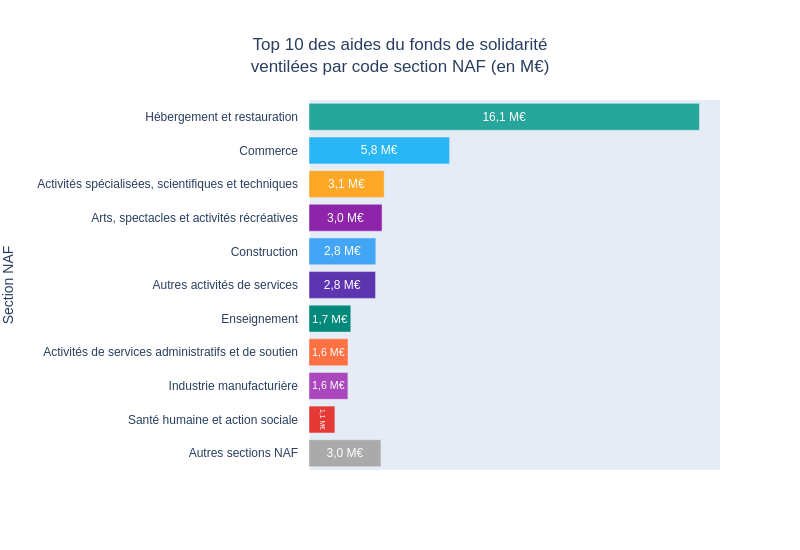 Top 10 des aides du fonds de solidarité
ventilées par code section NAF (en M€)
Section NAF
Hébergement et restauration 16,1 M€
Commerce 5,8 M€
Activités spécialisées, scientifiques et techniques 3,1 M€
Arts, spectacles et activités récréatives 3,0 M€
Construction 2,8 M€
Autres activités de services 2,8 M€
Enseignement 1,7 M€
Activités de services administratifs et de soutien 1,6 M€
Industrie manufacturière 1,6 M€
Santé humaine et action sociale 1,1 M€
Autres sections NAF 3,0 M€